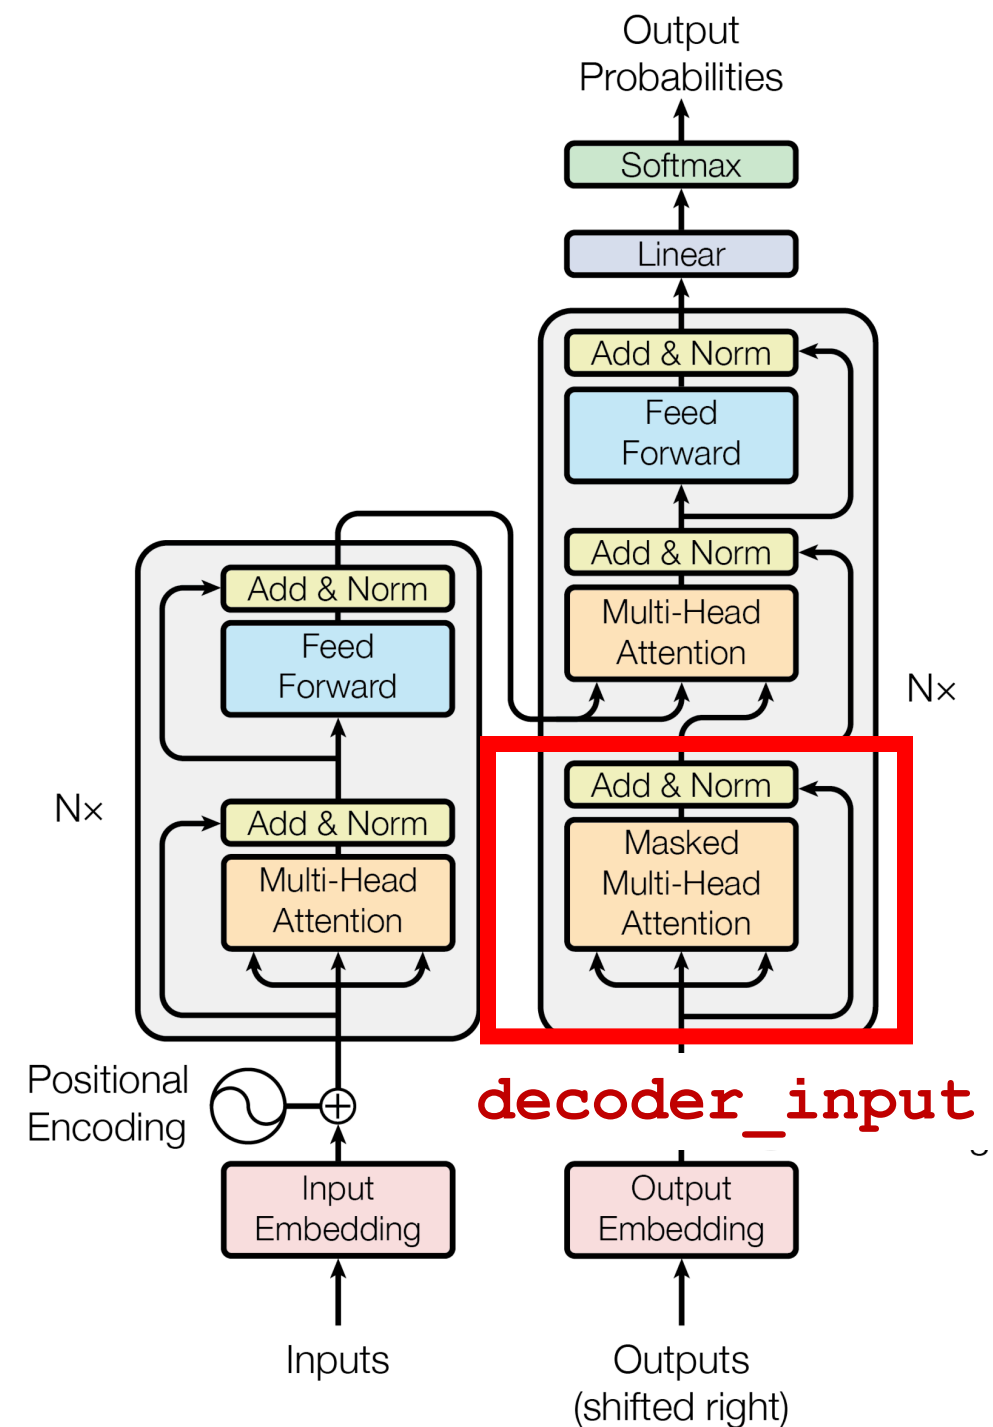 Output
Probabilities
Softmax
Linear
Add & Norm
Feed
Forward
Add & Norm
Multi-Head
Attention
N×
Add & Norm
Masked
Multi-Head
Attention
Add & Norm
Feed
Forward
N×
Add & Norm
Multi-Head
Attention
Positional
Encoding
decoder_input
Input
Embedding
Output
Embedding
Inputs
Outputs
(shifted right)